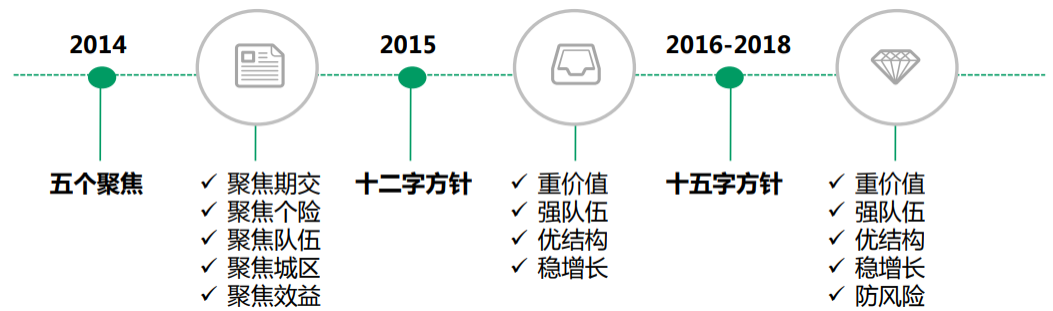 2014
五个聚焦
✓ 聚焦期交
✓ 聚焦个险
✓ 聚焦队伍
✓ 聚焦城区
✓ 聚焦效益
2015
十二字方针
✓ 重价值
✓ 强队伍
✓ 优结构
✓ 稳增长
2016-2018
十五字方针
✓ 重价值
✓ 强队伍
✓ 优结构
✓ 稳增长
✓ 防风险